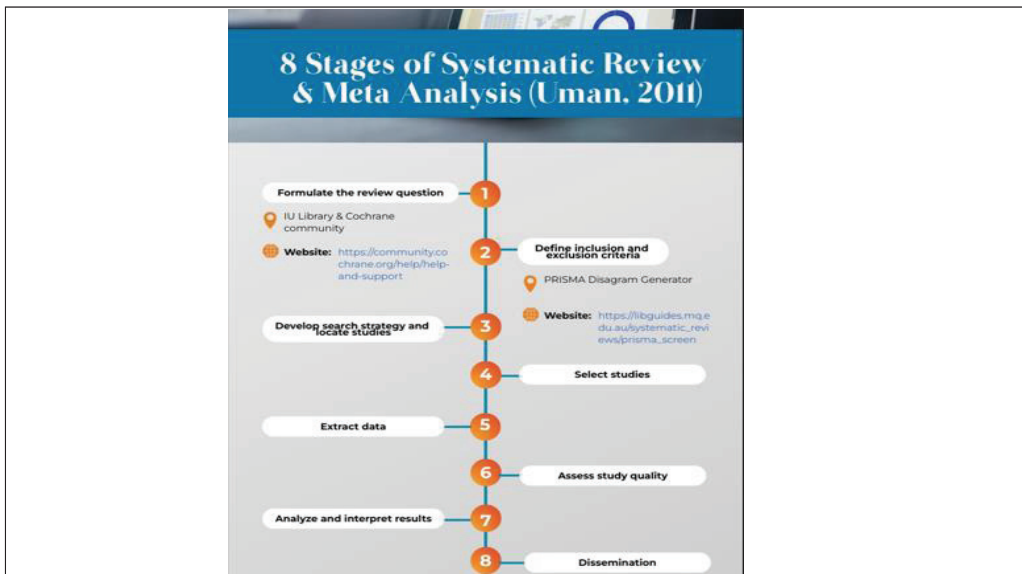 8 Stages of Systematic Review
& Meta Analysis (Uman, 2011)
1
Formulate the review question
IU Library & Cochrane
community
Website: https://community.co
chrane.org/help/help-
and-support
2
Define inclusion and
exclusion criteria
PRISMA Disagram Generator
Website: https://libguides.mq.e
du.au/systematic_revi
ews/prisma_screen
3
Develop search strategy and
locate studies
4
Select studies
5
Extract data
6
Assess study quality
7
Analyze and interpret results
8
Dissemination